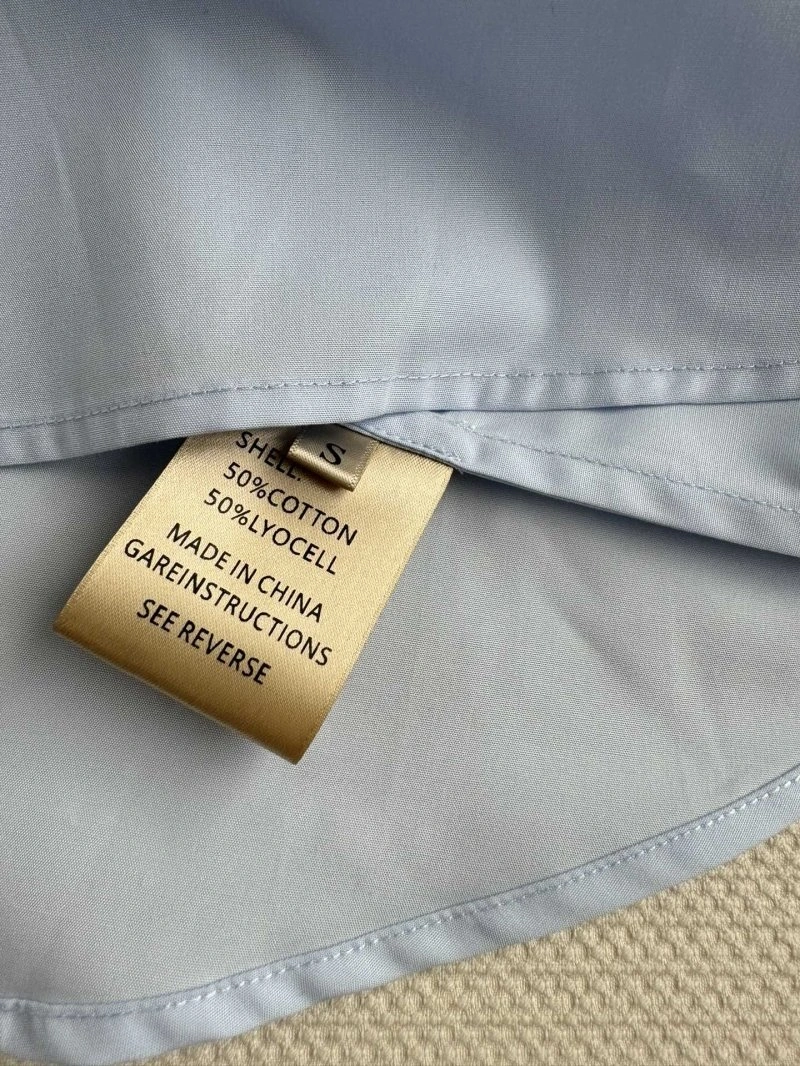 S
SHELL:
50%COTTON
50%LYOCELL
MADE IN CHINA
GAREINSTRUCTIONS
SEE REVERSE